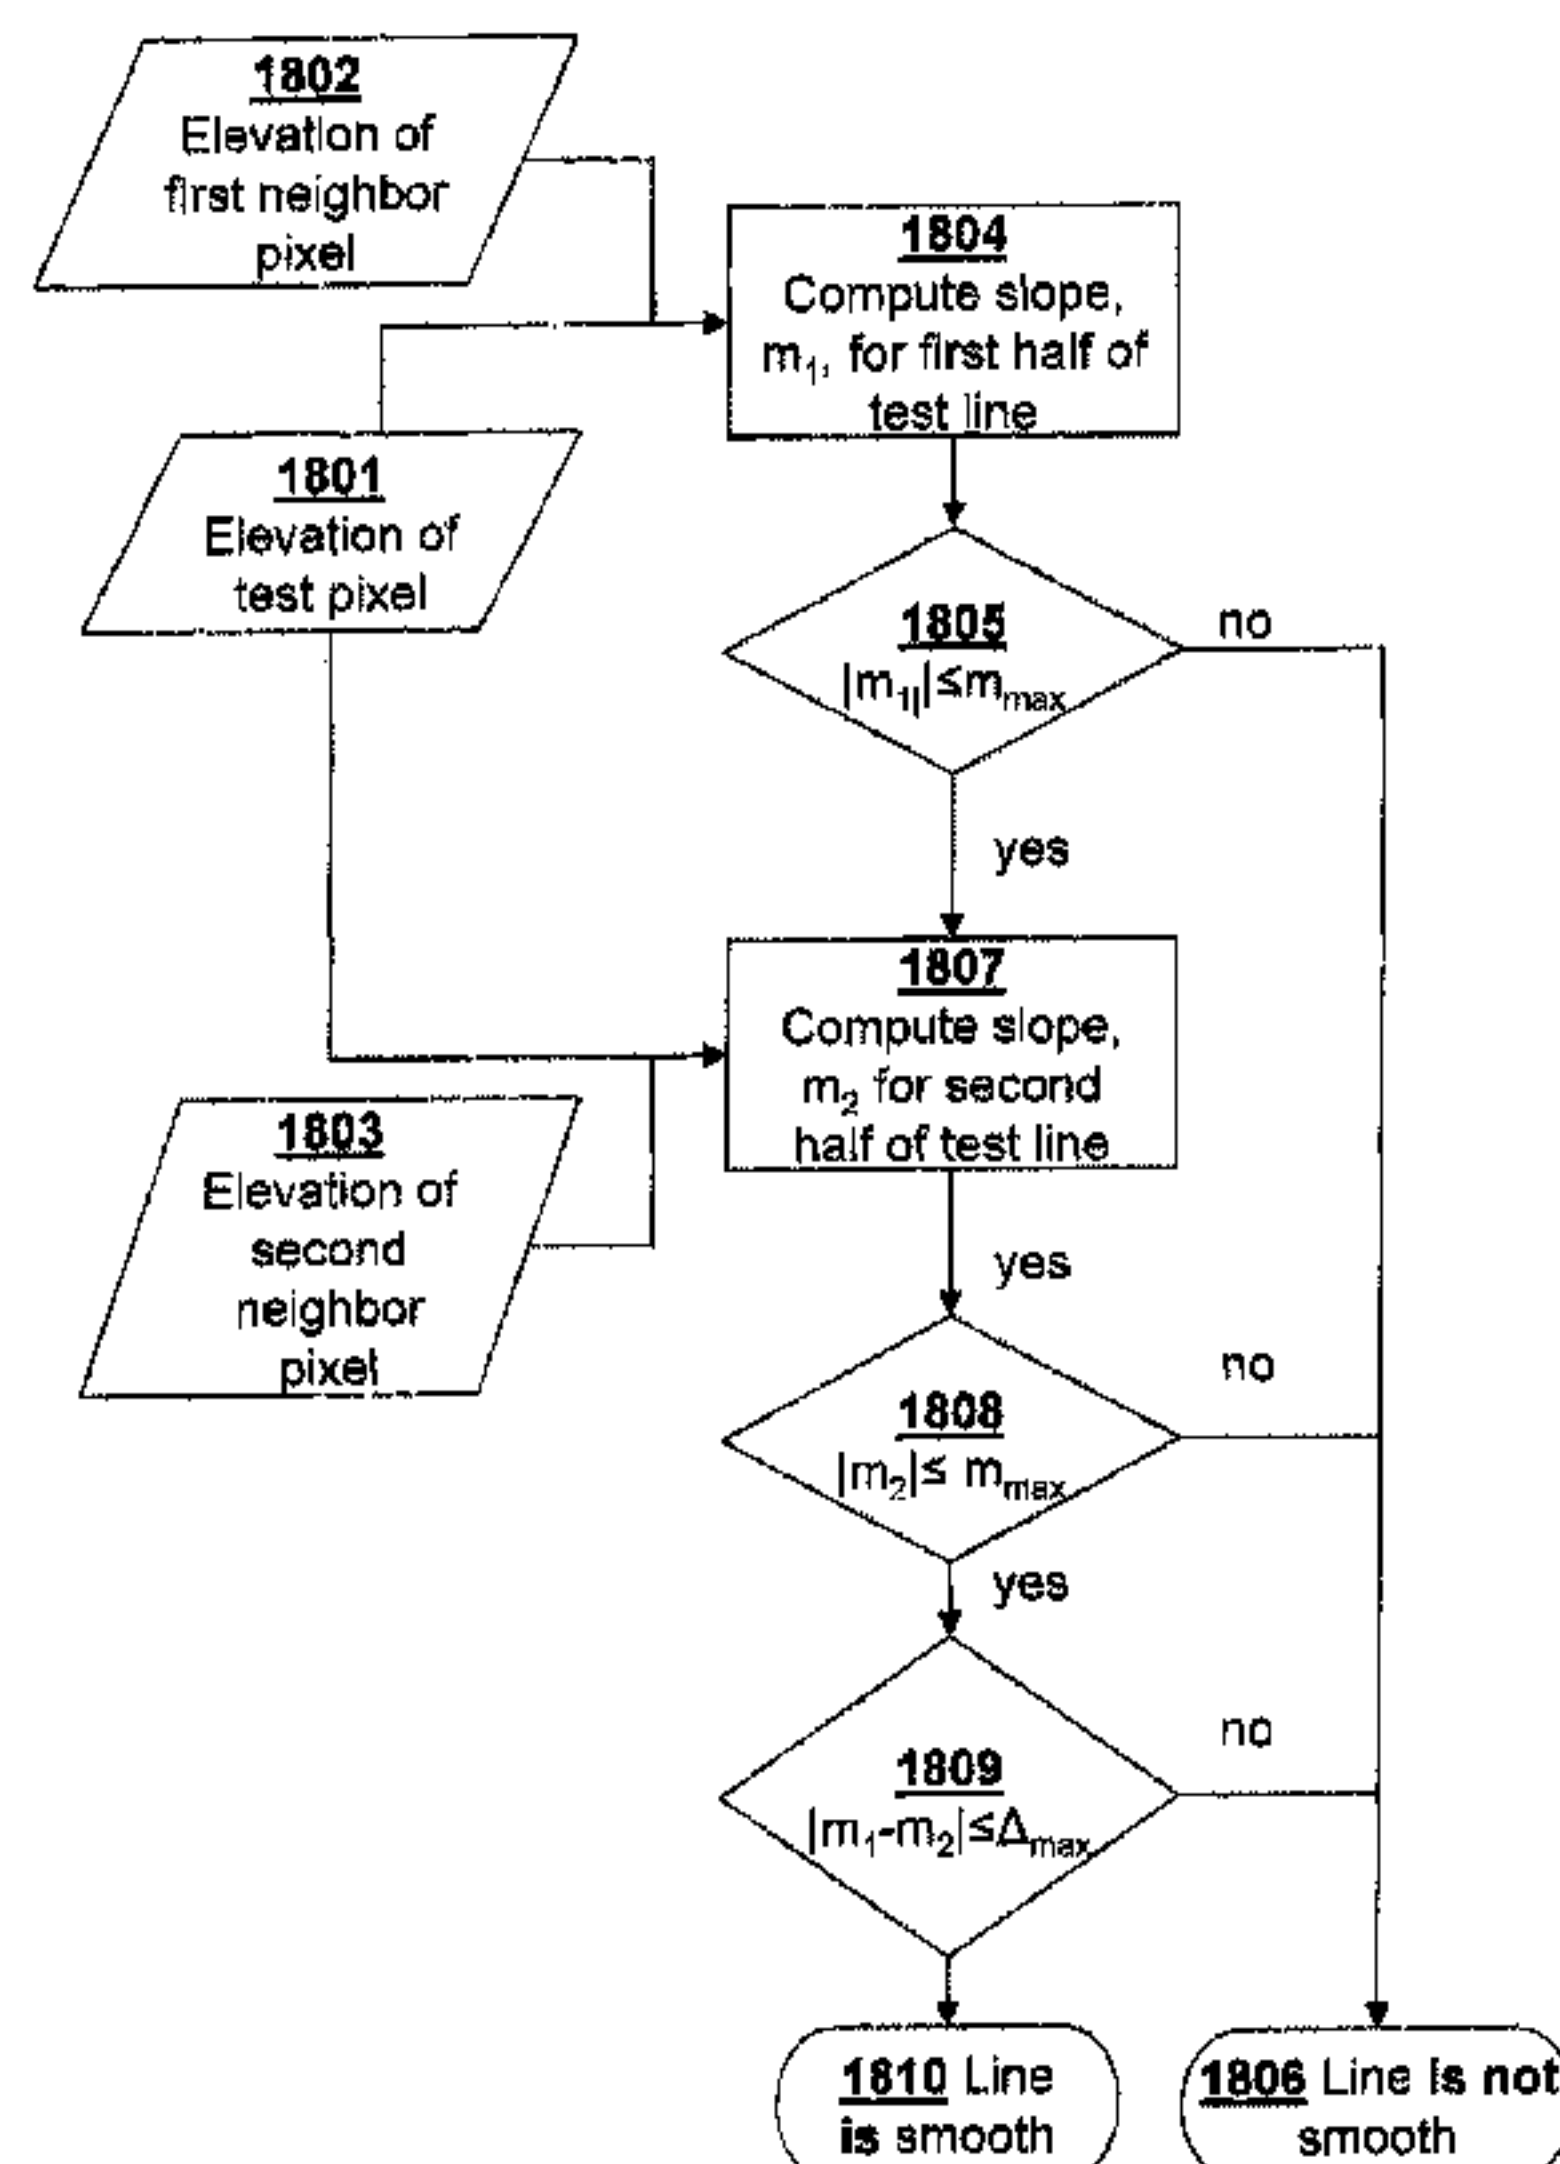 1802
Elevation of
first neighbor
pixel
1804
Compute slope,
m₁, for first half of
test line
1801
Elevation of
test pixel
1805
|m₁||≤mmax
no
yes
1807
Compute slope,
m₂ for second
half of test line
1803
Elevation of
second
neighbor
pixel
yes
1808
|m₂|≤ mmax
no
yes
1809
|m₁-m₂|≤Δmax
no
1810 Line
is smooth
1806 Line is not
smooth